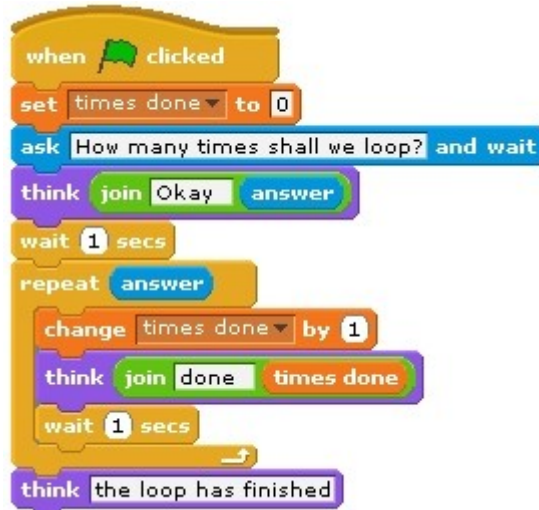 when clicked
set times done to 0
ask How many times shall we loop? and wait
think join Okay answer
wait 1 secs
repeat answer
change times done by 1
think join done times done
wait 1 secs
think the loop has finished